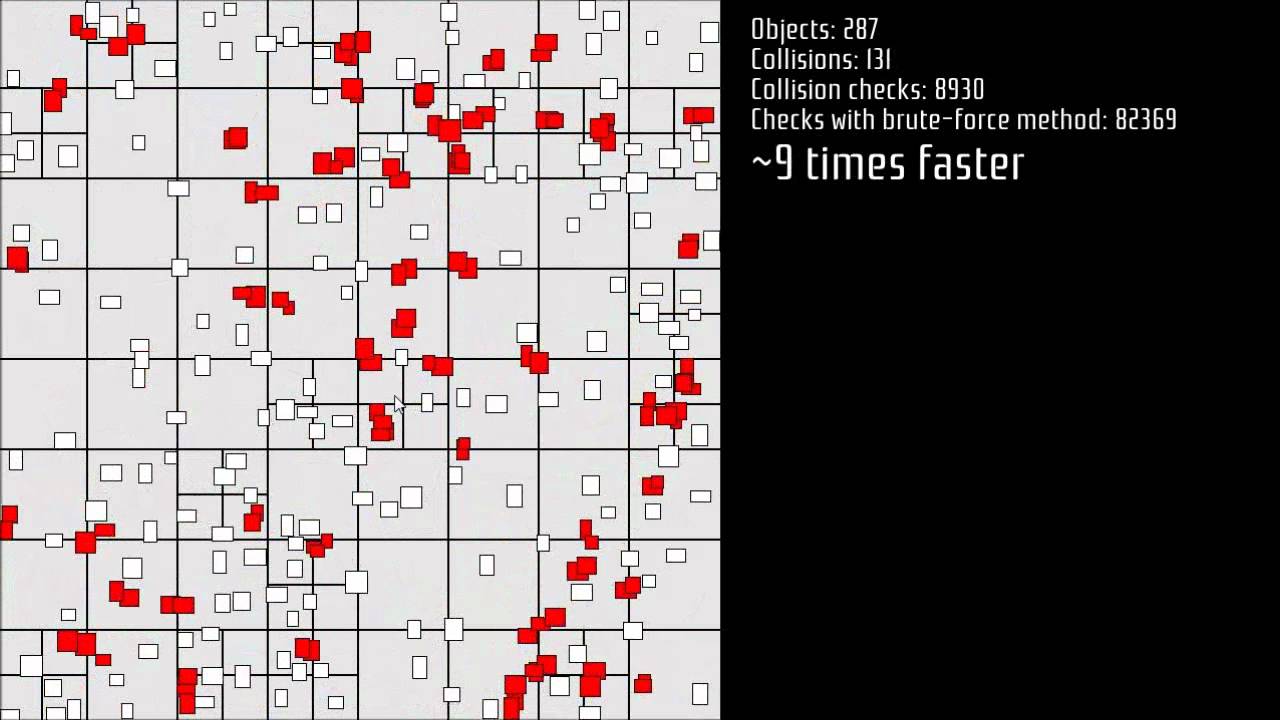 Objects: 287
Collisions: 131
Collision checks: 8930
Checks with brute-force method: 82369
~9 times faster